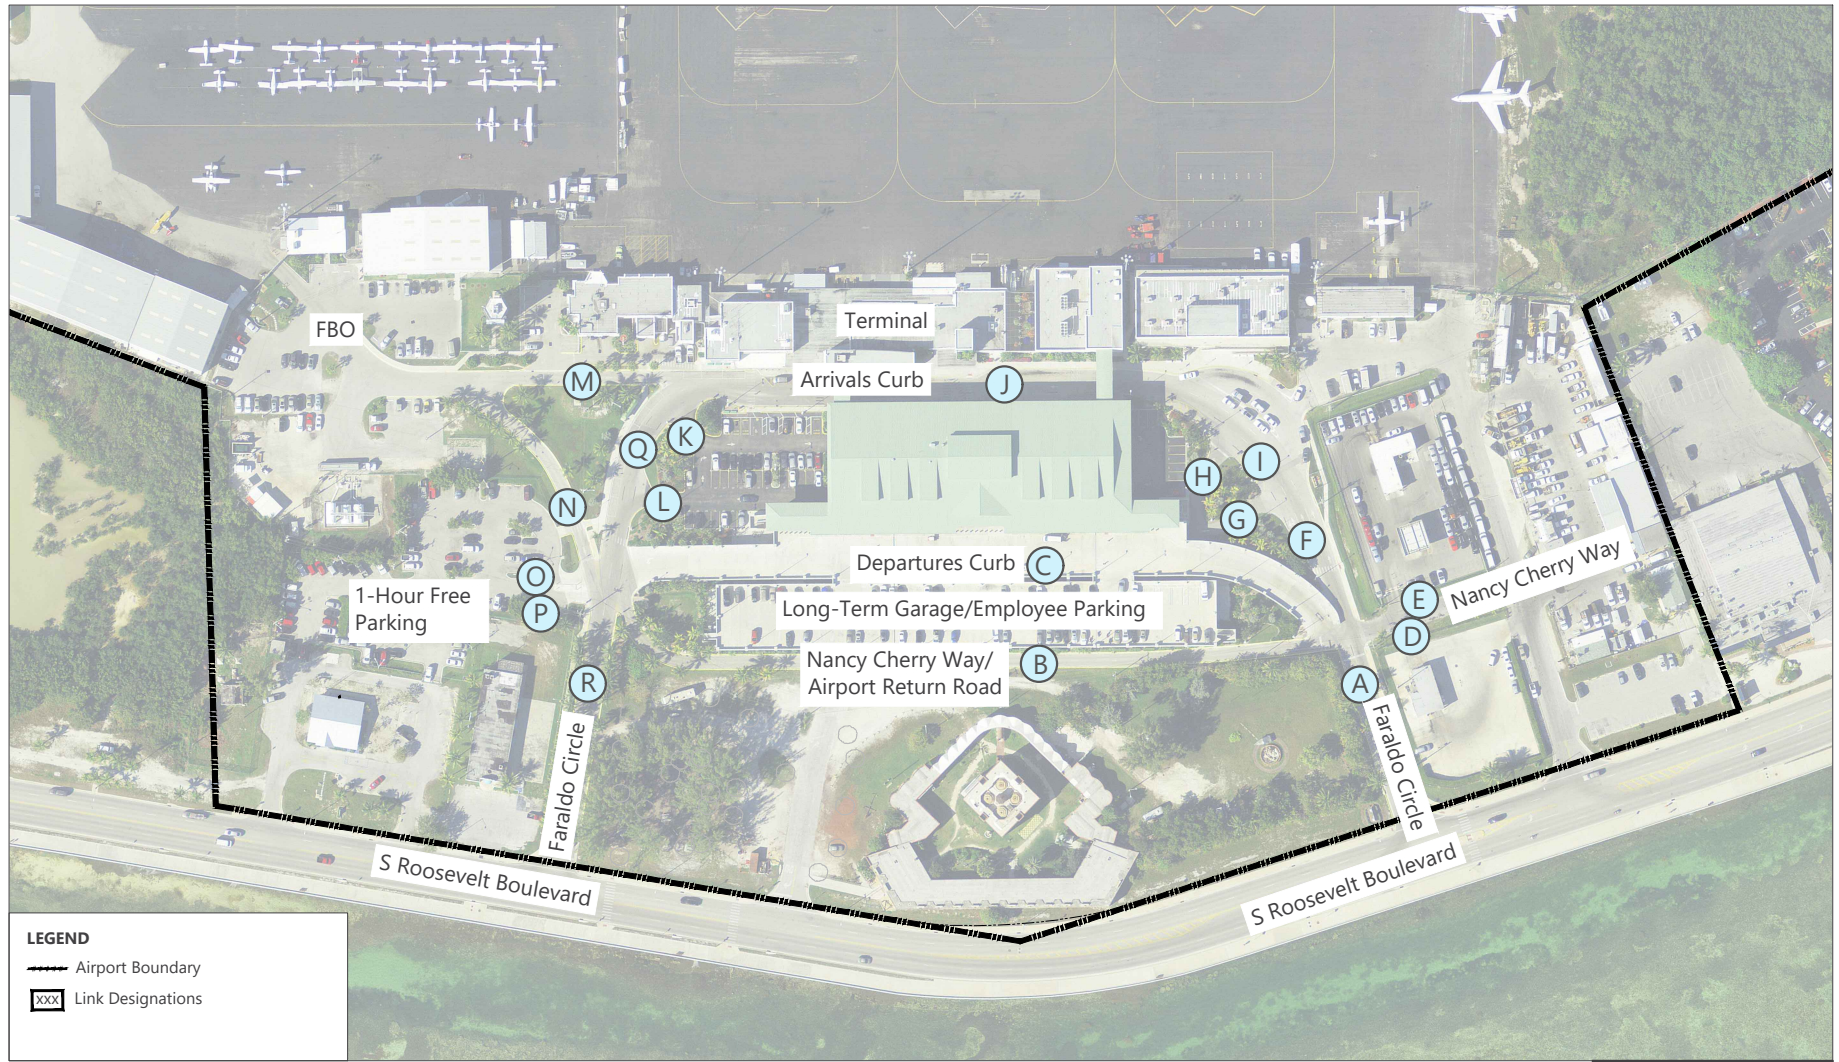 FBO
Terminal
Arrivals Curb
M
J
Q
K
H
I
N
L
G
F
Departures Curb
C
O
P
1-Hour Free
Parking
Long-Term Garage/Employee Parking
E
D
Nancy Cherry Way
Nancy Cherry Way/
Airport Return Road
B
R
A
Faraldo Circle
Faraldo Circle
S Roosevelt Boulevard
S Roosevelt Boulevard
LEGEND
Airport Boundary
XXX
Link Designations